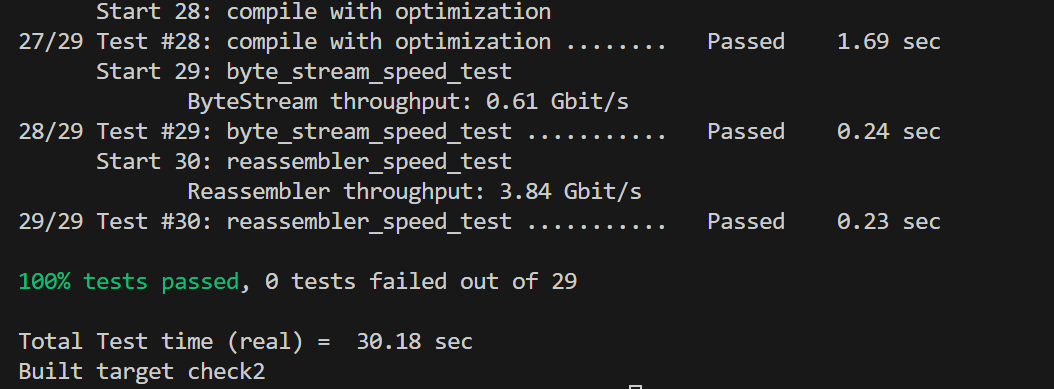 Start 28: compile with optimization
27/29 Test #28: compile with optimization ........   Passed    1.69 sec
Start 29: byte_stream_speed_test
ByteStream throughput: 0.61 Gbit/s
28/29 Test #29: byte_stream_speed_test ...........   Passed    0.24 sec
Start 30: reassembler_speed_test
Reassembler throughput: 3.84 Gbit/s
29/29 Test #30: reassembler_speed_test ...........   Passed    0.23 sec
100% tests passed, 0 tests failed out of 29
Total Test time (real) =  30.18 sec
Built target check2